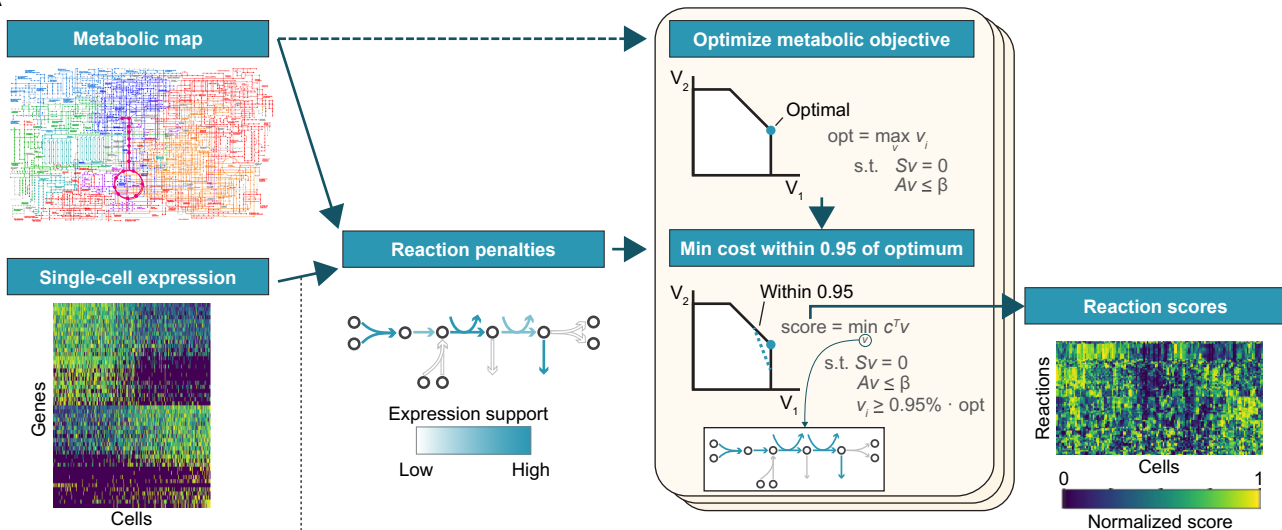 Metabolic map
Optimize metabolic objective
V2
Optimal
opt = max vi
v
s.t. Sv = 0
Av ≤ β
V1
Reaction penalties
Min cost within 0.95 of optimum
Single-cell expression
Reaction scores
V2
Within 0.95
score = min cᵀv
v
s.t. Sv = 0
Av ≤ β
vi ≥ 0.95% · opt
V1
Genes
Cells
Expression support
Low High
Reactions
Cells
0 1
Normalized score